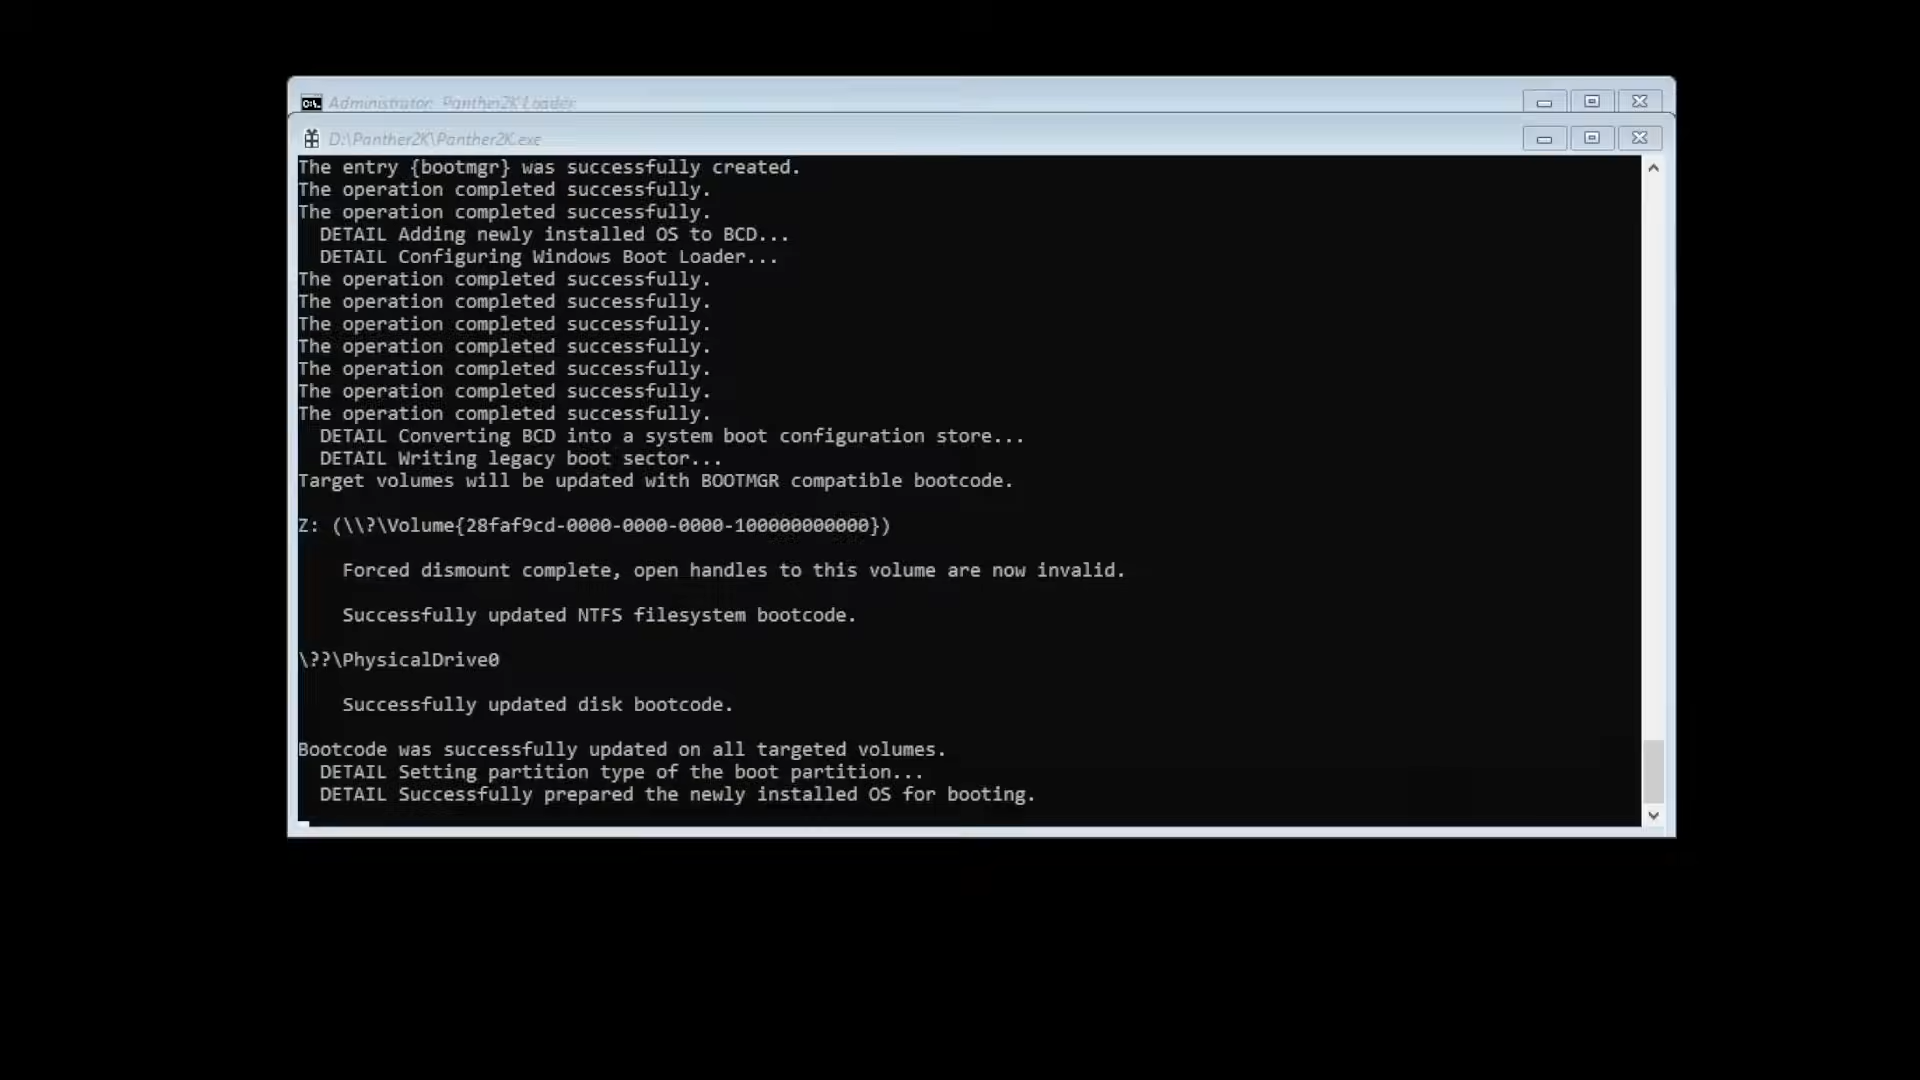 Administrator: Panther2K Loader
D:\Panther2K\Panther2K.exe
The entry {bootmgr} was successfully created.
The operation completed successfully.
The operation completed successfully.
DETAIL Adding newly installed OS to BCD...
DETAIL Configuring Windows Boot Loader...
The operation completed successfully.
The operation completed successfully.
The operation completed successfully.
The operation completed successfully.
The operation completed successfully.
The operation completed successfully.
The operation completed successfully.
DETAIL Converting BCD into a system boot configuration store...
DETAIL Writing legacy boot sector...
Target volumes will be updated with BOOTMGR compatible bootcode.
Z: (\\?\Volume{28faf9cd-0000-0000-0000-100000000000})
Forced dismount complete, open handles to this volume are now invalid.
Successfully updated NTFS filesystem bootcode.
\??\PhysicalDrive0
Successfully updated disk bootcode.
Bootcode was successfully updated on all targeted volumes.
DETAIL Setting partition type of the boot partition...
DETAIL Successfully prepared the newly installed OS for booting.